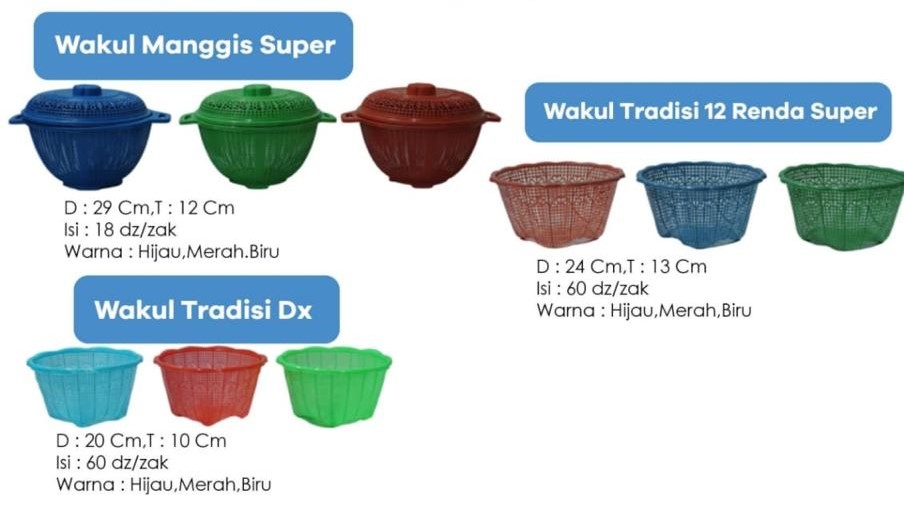 Wakul Manggis Super
D : 29 Cm,T : 12 Cm
Isi : 18 dz/zak
Warna : Hijau,Merah.Biru
Wakul Tradisi 12 Renda Super
D : 24 Cm,T : 13 Cm
Isi : 60 dz/zak
Warna : Hijau,Merah,Biru
Wakul Tradisi Dx
D : 20 Cm,T : 10 Cm
Isi : 60 dz/zak
Warna : Hijau,Merah,Biru